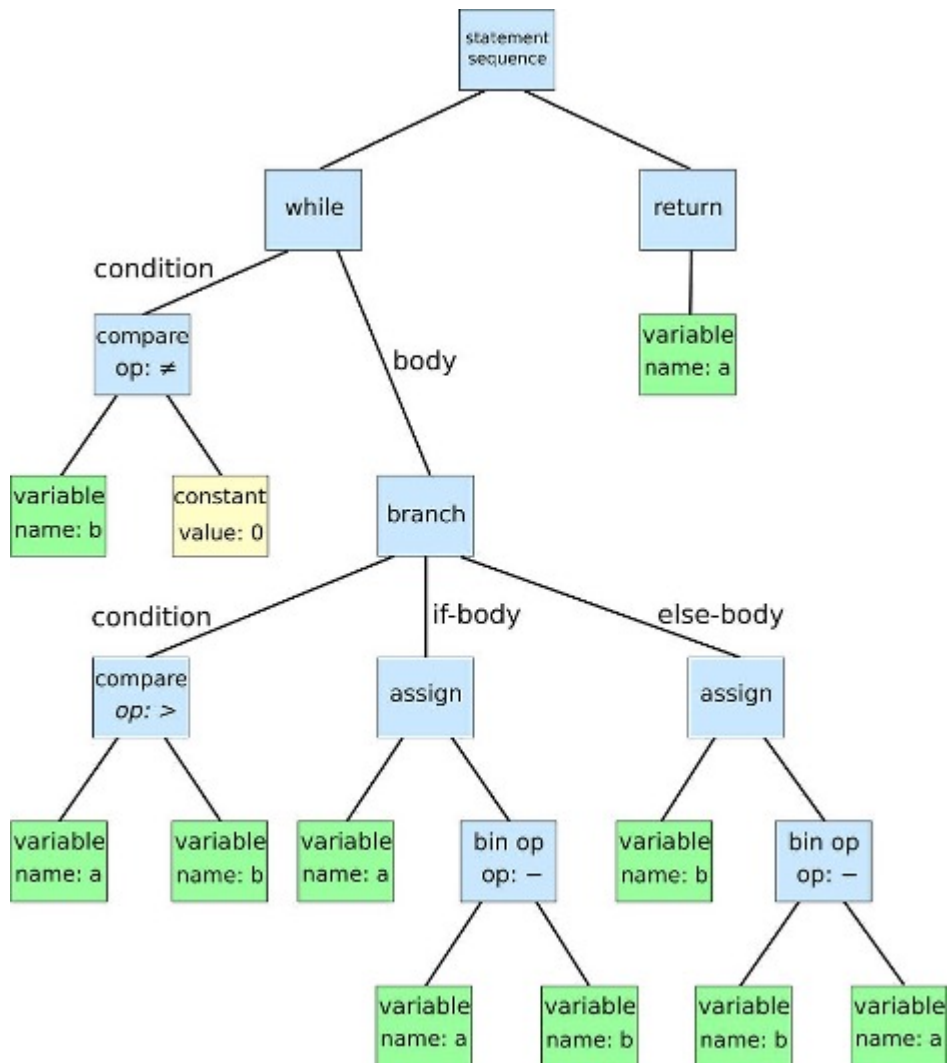 statement
sequence
while
return
condition
compare
op: ≠
body
variable
name: a
variable
name: b
constant
value: 0
branch
condition
if-body
else-body
compare
op: >
assign
assign
variable
name: a
variable
name: b
variable
name: a
bin op
op: −
variable
name: b
bin op
op: −
variable
name: a
variable
name: b
variable
name: b
variable
name: a